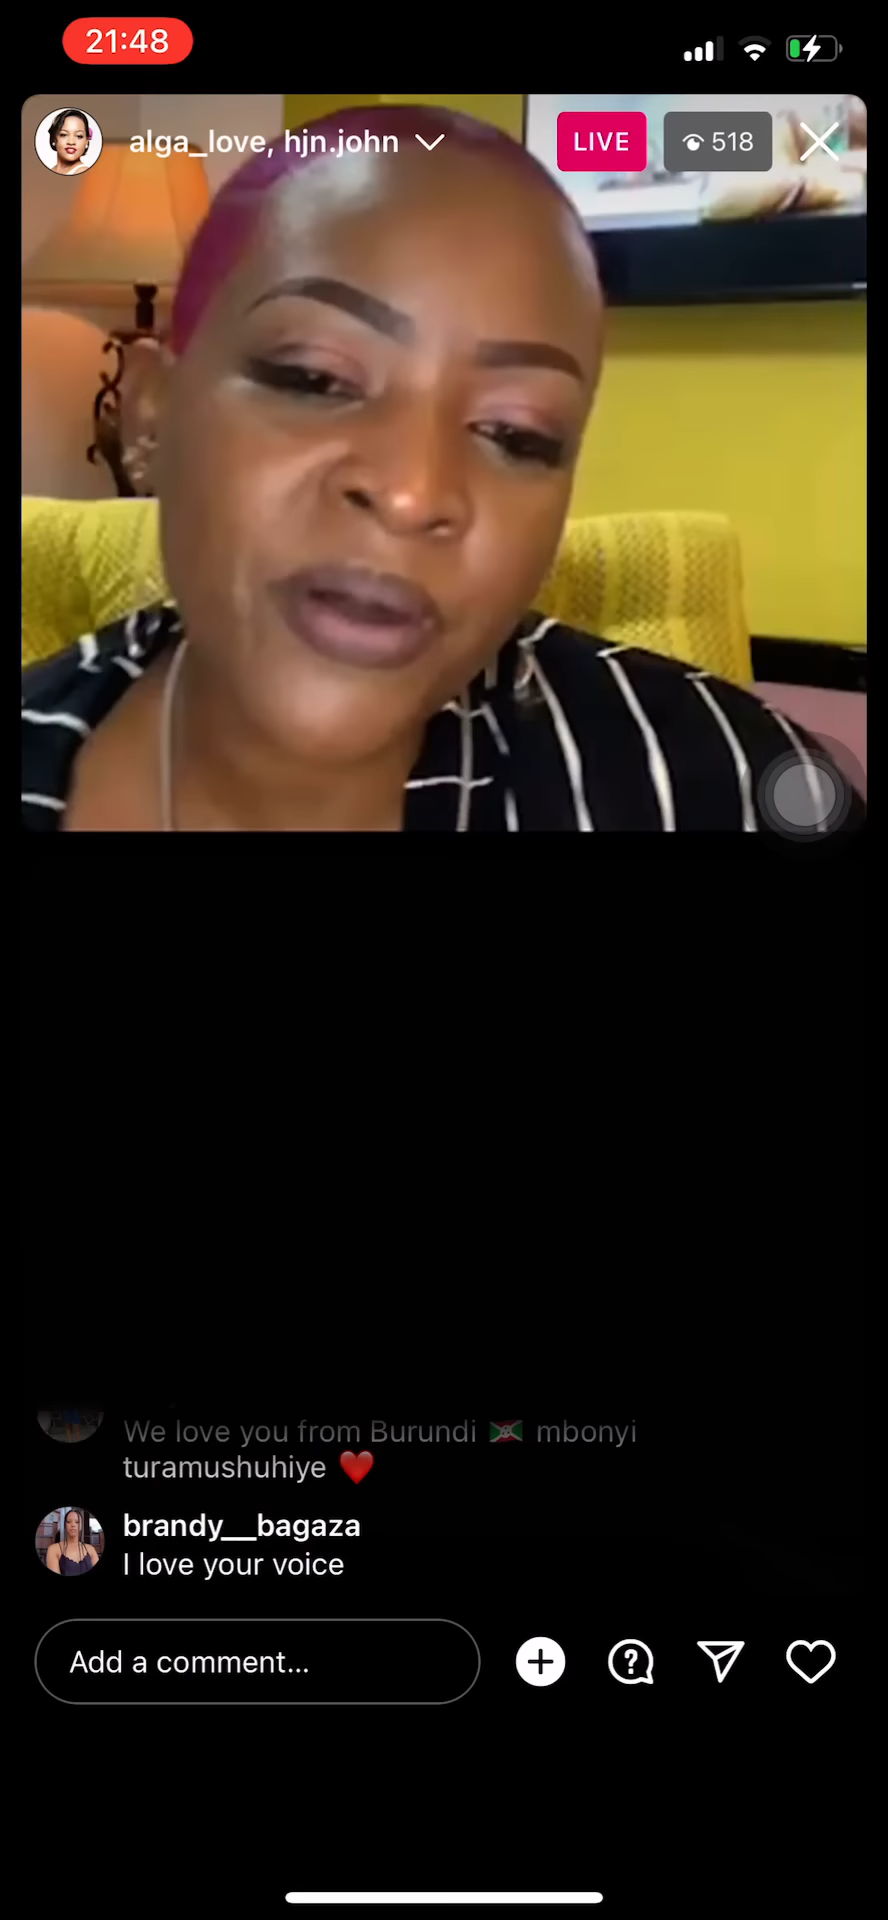 21:48
alga_love, hjn.john
LIVE
518
We love you from Burundi 🇧🇮 mbonyi
turamushuhiye ❤️
brandy__bagaza
I love your voice
Add a comment...